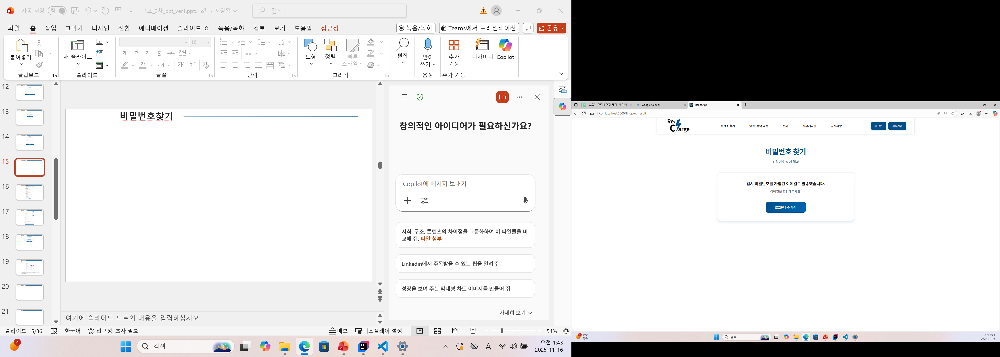 자동 저장 켬 1조_2차_ppt_ver1.pptx • 저장됨 검색
파일 홈 삽입 그리기 디자인 전환 애니메이션 슬라이드 쇼 녹음/녹화 검토 보기 도움말 접근성 녹음/녹화 Teams에서 프레젠테이션 공유
붙여넣기
클립보드
새 슬라이드
슬라이드
18
가 가 가 S 가나 가나
가 가가 가 가
글꼴
단락
도형 정렬 빠른 스타일
그리기
편집
받아쓰기
음성
추가 기능
추가 기능
디자이너 Copilot
12
13
14
15
16
17
18
19
20
21
비밀번호찾기
여기에 슬라이드 노트의 내용을 입력하십시오
창의적인 아이디어가 필요하신가요?
Copilot에 메시지 보내기
서식, 구조, 콘텐츠의 차이점을 그룹화하여 이 파일들을 비
교해 줘. 파일 첨부
Linkedin에서 주목받을 수 있는 팁을 알려 줘
성장을 보여 주는 막대형 차트 이미지를 만들어 줘
자세히 보기
슬라이드 15/36 한국어 접근성: 조사 필요 메모 디스플레이 설정 54%
4 검색 A 오전 1:43
2025-11-16
노트북 인터넷연결 끊김 : 네이버 Google Gemini React App
localhost:3000/findpwd_result
Re:
Charge
충전소 찾기 영화·음악 추천 운세 자유게시판 공지사항 로그인 회원가입
비밀번호 찾기
비밀번호 찾기 결과
임시 비밀번호를 가입된 이메일로 발송했습니다.
이메일을 확인해주세요.
로그인 하러가기
4 16°C
맑음
검색
오전 1:43
2025-11-16